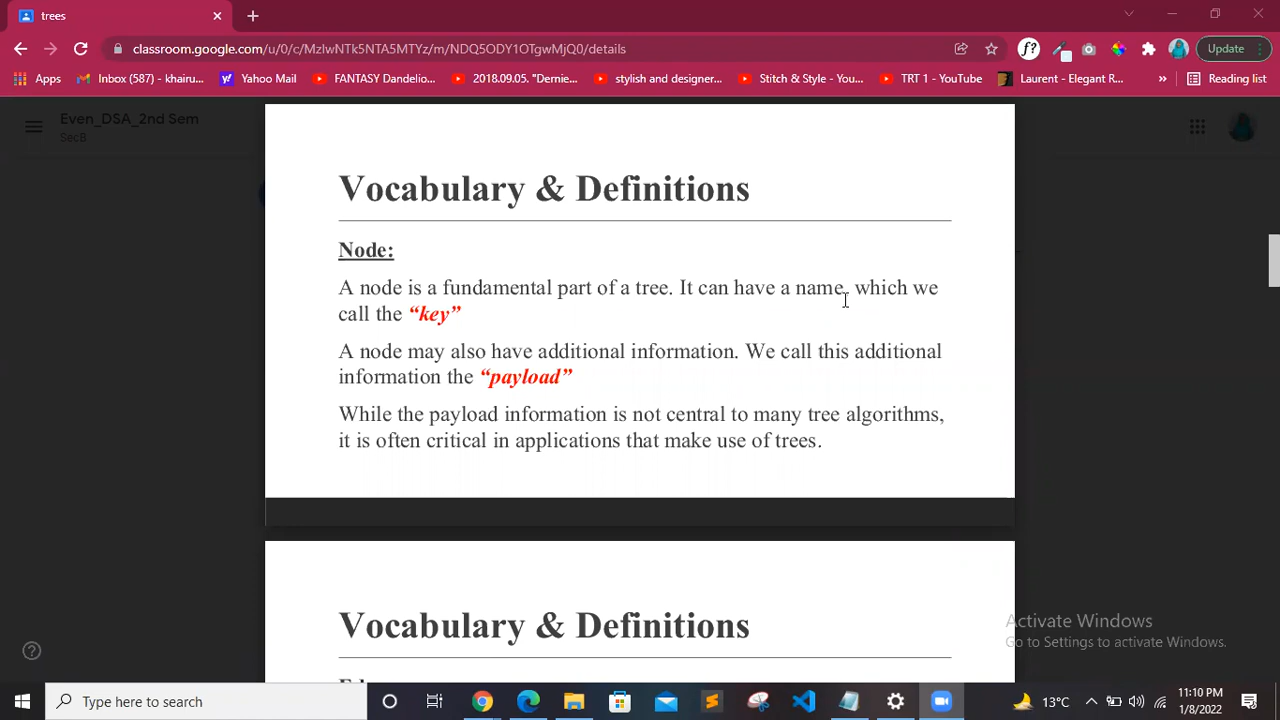 trees
classroom.google.com/u/0/c/MzIwNTk5NTA5MTYz/m/NDQ5ODY1OTgwMjQ0/details
Update
Apps
Inbox (587) - khairu...
Yahoo Mail
FANTASY Dandelio...
2018.09.05. "Dernie...
stylish and designer...
Stitch & Style - You...
TRT 1 - YouTube
Laurent - Elegant R...
»
Reading list
Even_DSA_2nd Sem
SecB
Vocabulary & Definitions
Node:
A node is a fundamental part of a tree. It can have a name, which we
call the “key”
A node may also have additional information. We call this additional
information the “payload”
While the payload information is not central to many tree algorithms,
it is often critical in applications that make use of trees.
Vocabulary & Definitions
Activate Windows
Go to Settings to activate Windows.
Type here to search
13°C
11:10 PM
1/8/2022